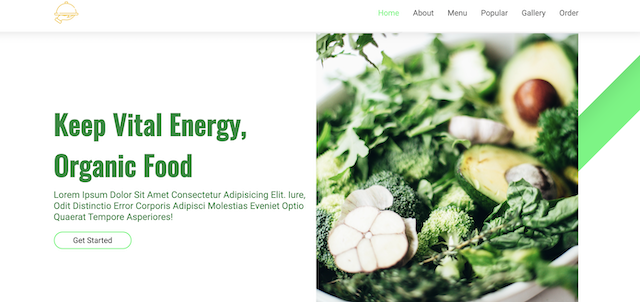 Home About Menu Popular Gallery Order
Keep Vital Energy,
Organic Food
Lorem Ipsum Dolor Sit Amet Consectetur Adipisicing Elit. Iure,
Odit Distinctio Error Corporis Adipisci Molestias Eveniet Optio
Quaerat Tempore Asperiores!
Get Started